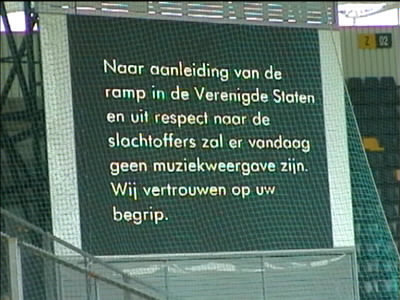 Z 02
Naar aanleiding van de
ramp in de Verenigde Staten
en uit respect naar de
slachtoffers zal er vandaag
geen muziekweergave zijn.
Wij vertrouwen op uw
begrip.